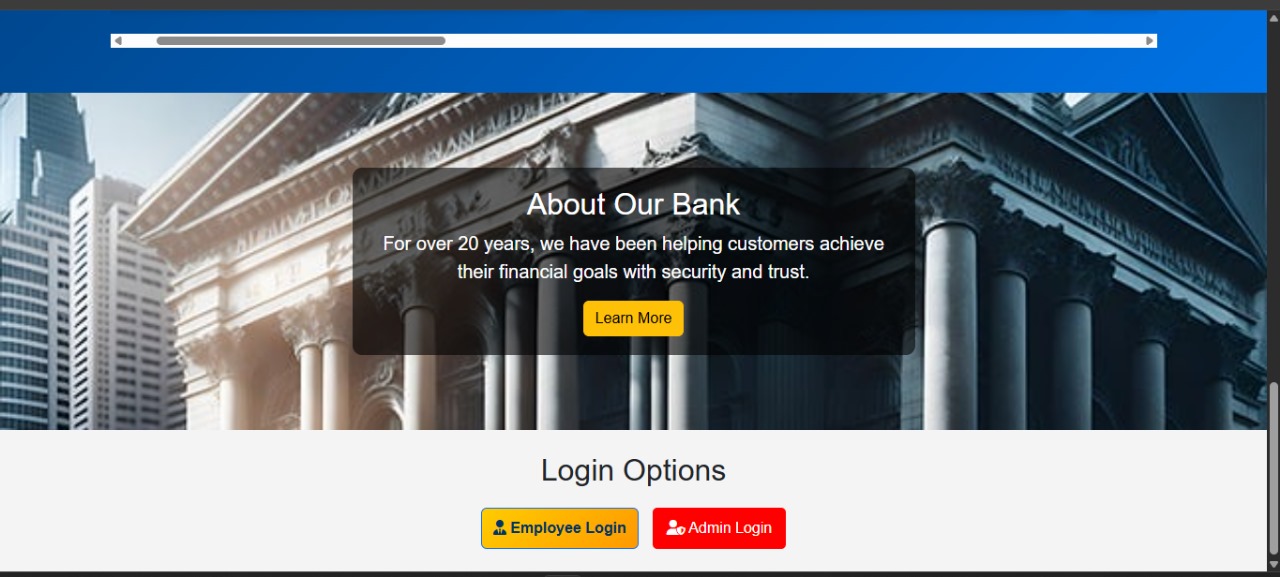 About Our Bank
For over 20 years, we have been helping customers achieve
their financial goals with security and trust.
Learn More
Login Options
Employee Login
Admin Login